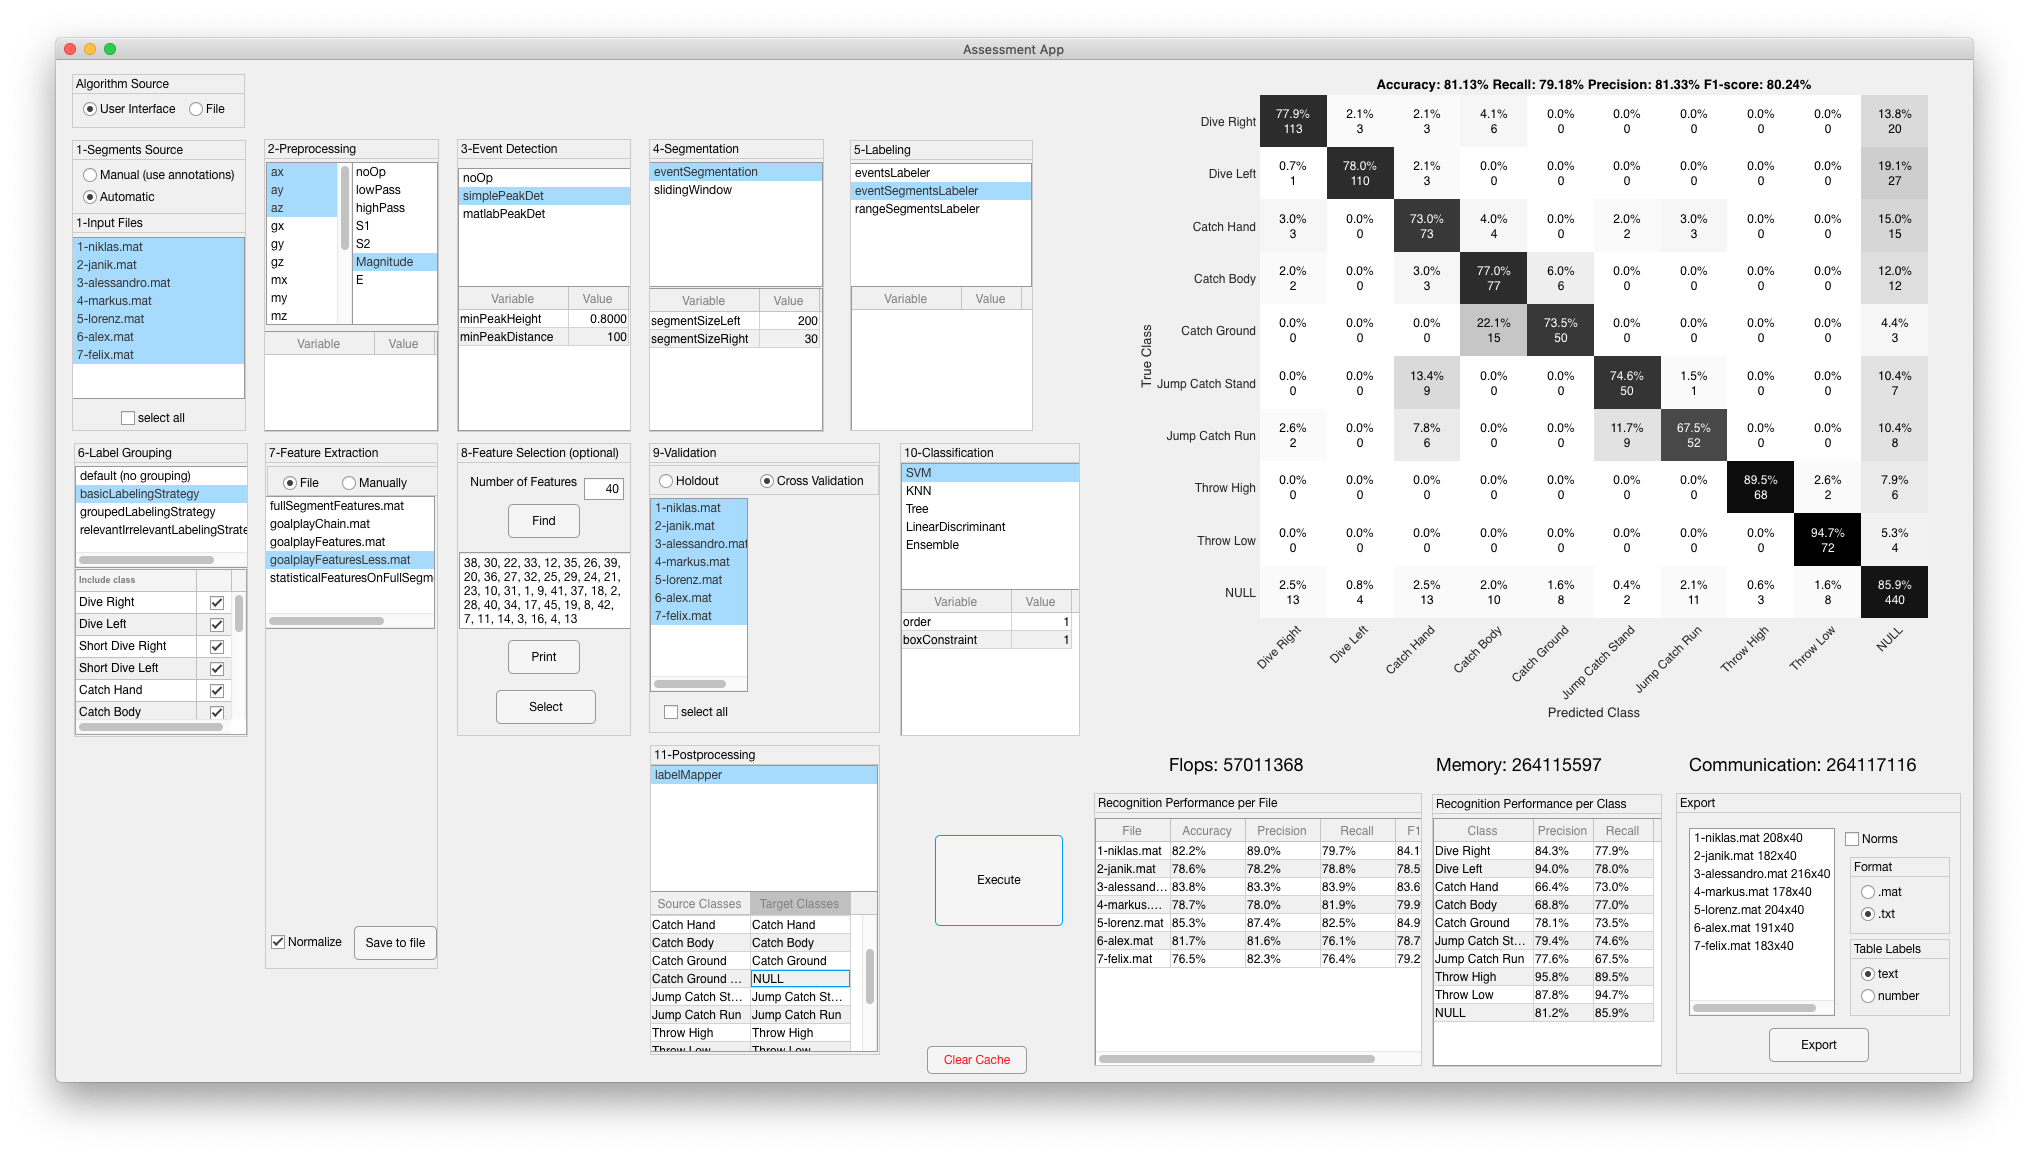 Assessment App
Algorithm Source
User Interface
File
1-Segments Source
Manual (use annotations)
Automatic
1-Input Files
1-niklas.mat
2-janik.mat
3-alessandro.mat
4-markus.mat
5-lorenz.mat
6-alex.mat
7-felix.mat
select all
2-Preprocessing
ax
ay
az
gx
gy
gz
mx
my
mz
noOp
lowPass
highPass
S1
S2
Magnitude
E
Variable Value
3-Event Detection
noOp
simplePeakDet
matlabPeakDet
Variable Value
minPeakHeight 0.8000
minPeakDistance 100
4-Segmentation
eventSegmentation
slidingWindow
Variable Value
segmentSizeLeft 200
segmentSizeRight 30
5-Labeling
eventsLabeler
eventSegmentsLabeler
rangeSegmentsLabeler
Variable Value
6-Label Grouping
default (no grouping)
basicLabelingStrategy
groupedLabelingStrategy
relevantIrrelevantLabelingStrate
Include class
Dive Right
Dive Left
Short Dive Right
Short Dive Left
Catch Hand
Catch Body
7-Feature Extraction
File
Manually
fullSegmentFeatures.mat
goalplayChain.mat
goalplayFeatures.mat
goalplayFeaturesLess.mat
statisticalFeaturesOnFullSegm
Normalize
Save to file
8-Feature Selection (optional)
Number of Features 40
Find
38, 30, 22, 33, 12, 35, 26, 39,
20, 36, 27, 32, 25, 29, 24, 21,
23, 10, 31, 1, 9, 41, 37, 18, 2,
28, 40, 34, 17, 45, 19, 8, 42,
7, 11, 14, 3, 16, 4, 13
Print
Select
9-Validation
Holdout
Cross Validation
1-niklas.mat
2-janik.mat
3-alessandro.mat
4-markus.mat
5-lorenz.mat
6-alex.mat
7-felix.mat
select all
10-Classification
SVM
KNN
Tree
LinearDiscriminant
Ensemble
Variable Value
order 1
boxConstraint 1
11-Postprocessing
labelMapper
Source Classes Target Classes
Catch Hand Catch Hand
Catch Body Catch Body
Catch Ground Catch Ground
Catch Ground ... NULL
Jump Catch St... Jump Catch St...
Jump Catch Run Jump Catch Run
Throw High Throw High
Throw Low Throw Low
Execute
Clear Cache
Accuracy: 81.13% Recall: 79.18% Precision: 81.33% F1-score: 80.24%
True Class
Dive Right 77.9% 2.1% 2.1% 4.1% 0.0% 0.0% 0.0% 0.0% 0.0% 13.8%
113 3 3 6 0 0 0 0 0 20
Dive Left 0.7% 78.0% 2.1% 0.0% 0.0% 0.0% 0.0% 0.0% 0.0% 19.1%
1 110 3 0 0 0 0 0 0 27
Catch Hand 3.0% 0.0% 73.0% 4.0% 0.0% 2.0% 3.0% 0.0% 0.0% 15.0%
3 0 73 4 0 2 3 0 0 15
Catch Body 2.0% 0.0% 3.0% 77.0% 6.0% 0.0% 0.0% 0.0% 0.0% 12.0%
2 0 3 77 6 0 0 0 0 12
Catch Ground 0.0% 0.0% 0.0% 22.1% 73.5% 0.0% 0.0% 0.0% 0.0% 4.4%
0 0 0 15 50 0 0 0 0 3
Jump Catch Stand 0.0% 0.0% 13.4% 0.0% 0.0% 74.6% 1.5% 0.0% 0.0% 10.4%
0 0 9 0 0 50 1 0 0 7
Jump Catch Run 2.6% 0.0% 7.8% 0.0% 0.0% 11.7% 67.5% 0.0% 0.0% 10.4%
2 0 6 0 0 9 52 0 0 8
Throw High 0.0% 0.0% 0.0% 0.0% 0.0% 0.0% 0.0% 89.5% 2.6% 7.9%
0 0 0 0 0 0 0 68 2 6
Throw Low 0.0% 0.0% 0.0% 0.0% 0.0% 0.0% 0.0% 0.0% 94.7% 5.3%
0 0 0 0 0 0 0 0 72 4
NULL 2.5% 0.8% 2.5% 2.0% 1.6% 0.4% 2.1% 0.6% 1.6% 85.9%
13 4 13 10 8 2 11 3 8 440
Dive Right Dive Left Catch Hand Catch Body Catch Ground Jump Catch Stand Jump Catch Run Throw High Throw Low NULL
Predicted Class
Flops: 57011368
Memory: 264115597
Communication: 264117116
Recognition Performance per File
File Accuracy Precision Recall F1
1-niklas.mat 82.2% 89.0% 79.7% 84.1
2-janik.mat 78.6% 78.2% 78.8% 78.5
3-alessand... 83.8% 83.3% 83.9% 83.6
4-markus.... 78.7% 78.0% 81.9% 79.9
5-lorenz.mat 85.3% 87.4% 82.5% 84.9
6-alex.mat 81.7% 81.6% 76.1% 78.7
7-felix.mat 76.5% 82.3% 76.4% 79.2
Recognition Performance per Class
Class Precision Recall
Dive Right 84.3% 77.9%
Dive Left 94.0% 78.0%
Catch Hand 66.4% 73.0%
Catch Body 68.8% 77.0%
Catch Ground 78.1% 73.5%
Jump Catch St... 79.4% 74.6%
Jump Catch Run 77.6% 67.5%
Throw High 95.8% 89.5%
Throw Low 87.8% 94.7%
NULL 81.2% 85.9%
Export
1-niklas.mat 208x40
2-janik.mat 182x40
3-alessandro.mat 216x40
4-markus.mat 178x40
5-lorenz.mat 204x40
6-alex.mat 191x40
7-felix.mat 183x40
Norms
Format
.mat
.txt
Table Labels
text
number
Export